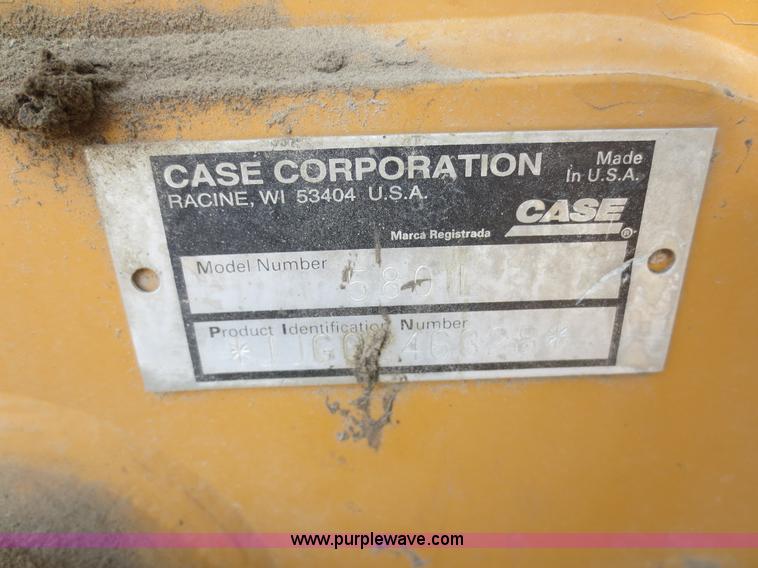 CASE CORPORATION
Made
In U.S.A.
RACINE, WI 53404 U.S.A.
CASE
®
Marca Registrada
Model Number
580L
Product Identification Number
www.purplewave.com